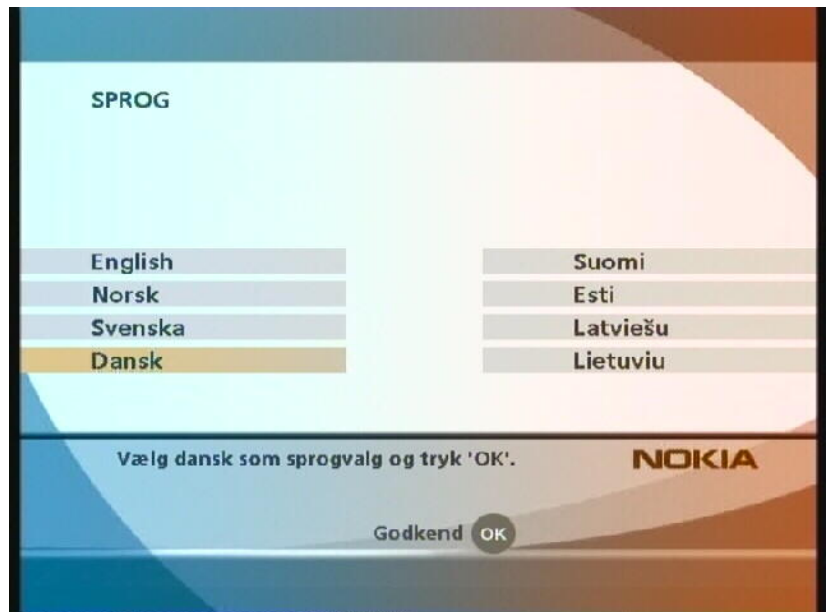 SPROG
English
Norsk
Svenska
Dansk
Suomi
Esti
Latviešu
Lietuviu
Vælg dansk som sprogvalg og tryk 'OK'.
NOKIA
Godkend OK